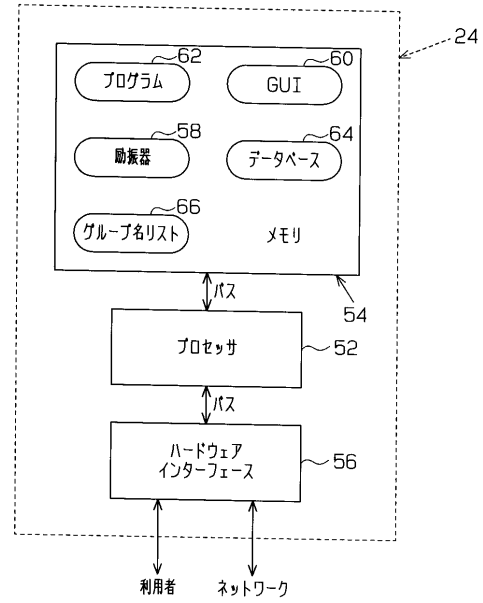 24
62
プログラム
60
GUI
58
励振器
64
データベース
66
グループ名リスト
メモリ
54
バス
プロセッサ
52
バス
ハードウェア
インターフェース
56
利用者
ネットワーク